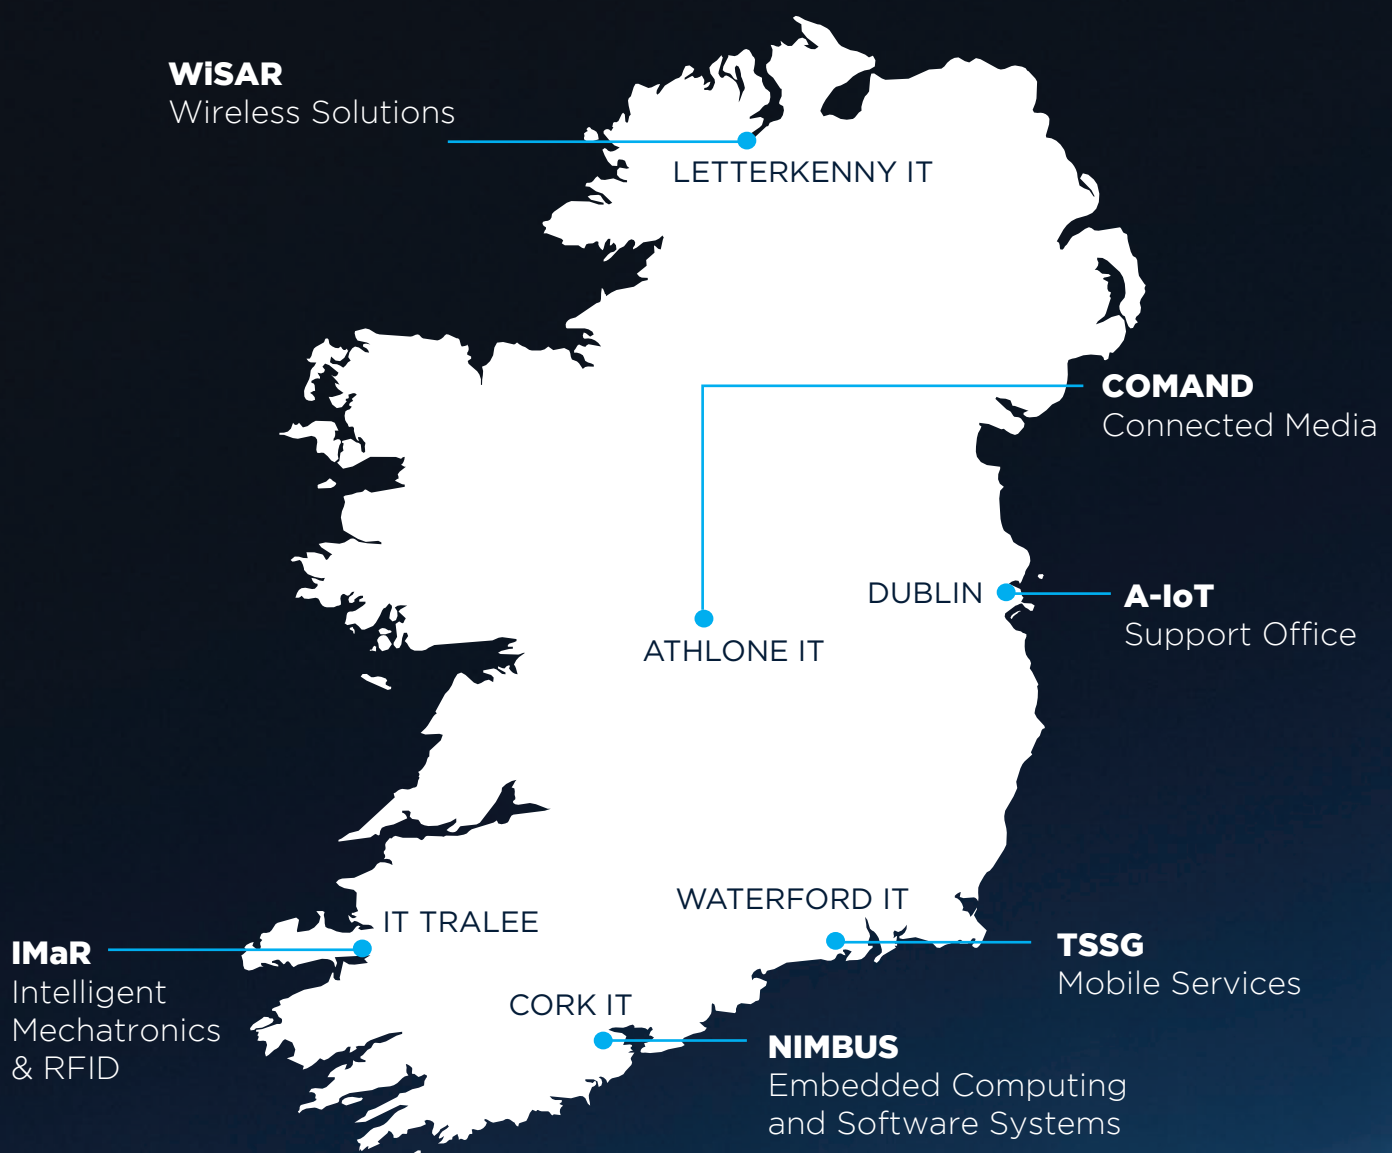 WiSAR
Wireless Solutions
LETTERKENNY IT
COMAND
Connected Media
DUBLIN
A-IoT
Support Office
ATHLONE IT
WATERFORD IT
IT TRALEE
IMaR
Intelligent
Mechatronics
& RFID
TSSG
Mobile Services
CORK IT
NIMBUS
Embedded Computing
and Software Systems